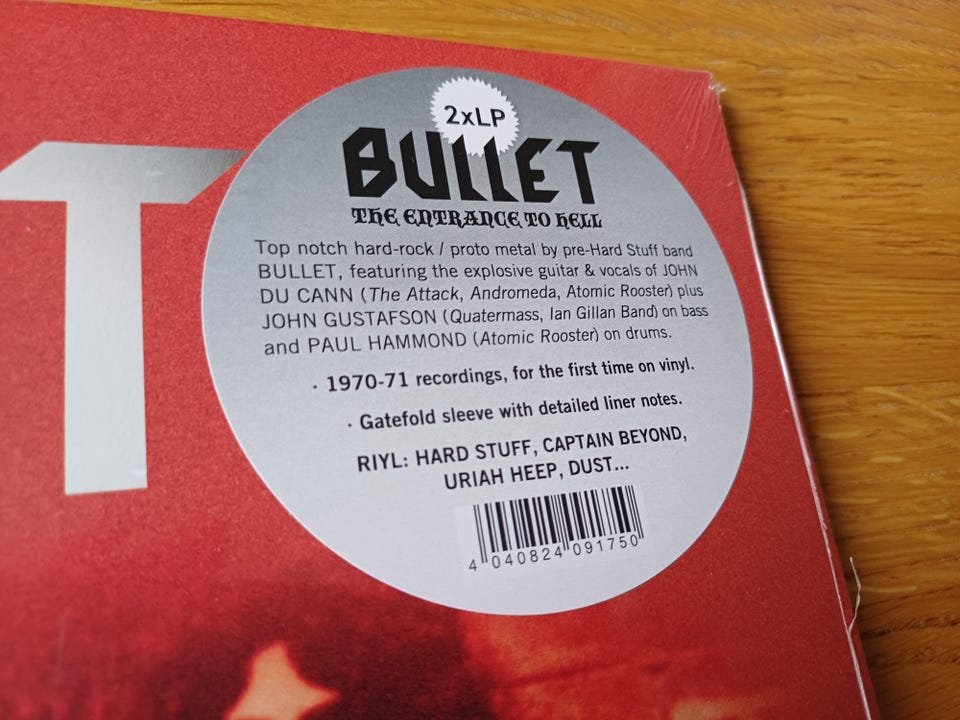 T
2xLP
BULLET
THE ENTRANCE TO HELL
Top notch hard-rock / proto metal by pre-Hard Stuff band
BULLET, featuring the explosive guitar & vocals of JOHN
DU CANN (The Attack, Andromeda, Atomic Rooster) plus
JOHN GUSTAFSON (Quatermass, Ian Gillan Band) on bass
and PAUL HAMMOND (Atomic Rooster) on drums.
· 1970-71 recordings, for the first time on vinyl.
· Gatefold sleeve with detailed liner notes.
RIYL: HARD STUFF, CAPTAIN BEYOND,
URIAH HEEP, DUST...
4 040824 091750